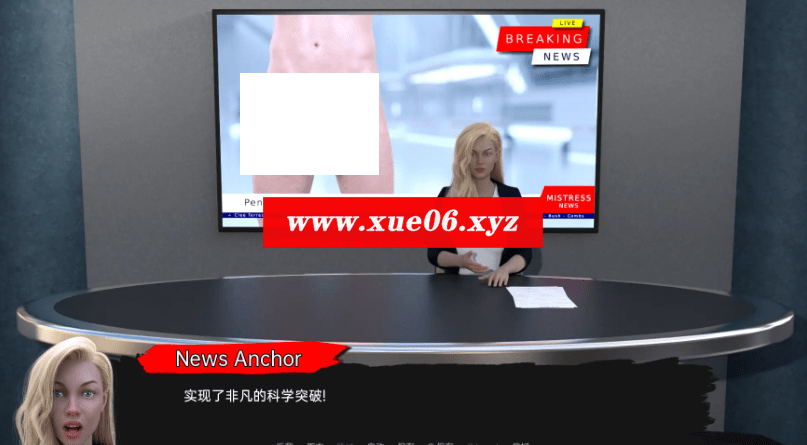 LIVE
BREAKING
NEWS
MISTRESS
NEWS
www.xue06.xyz
News Anchor
实现了非凡的科学突破!